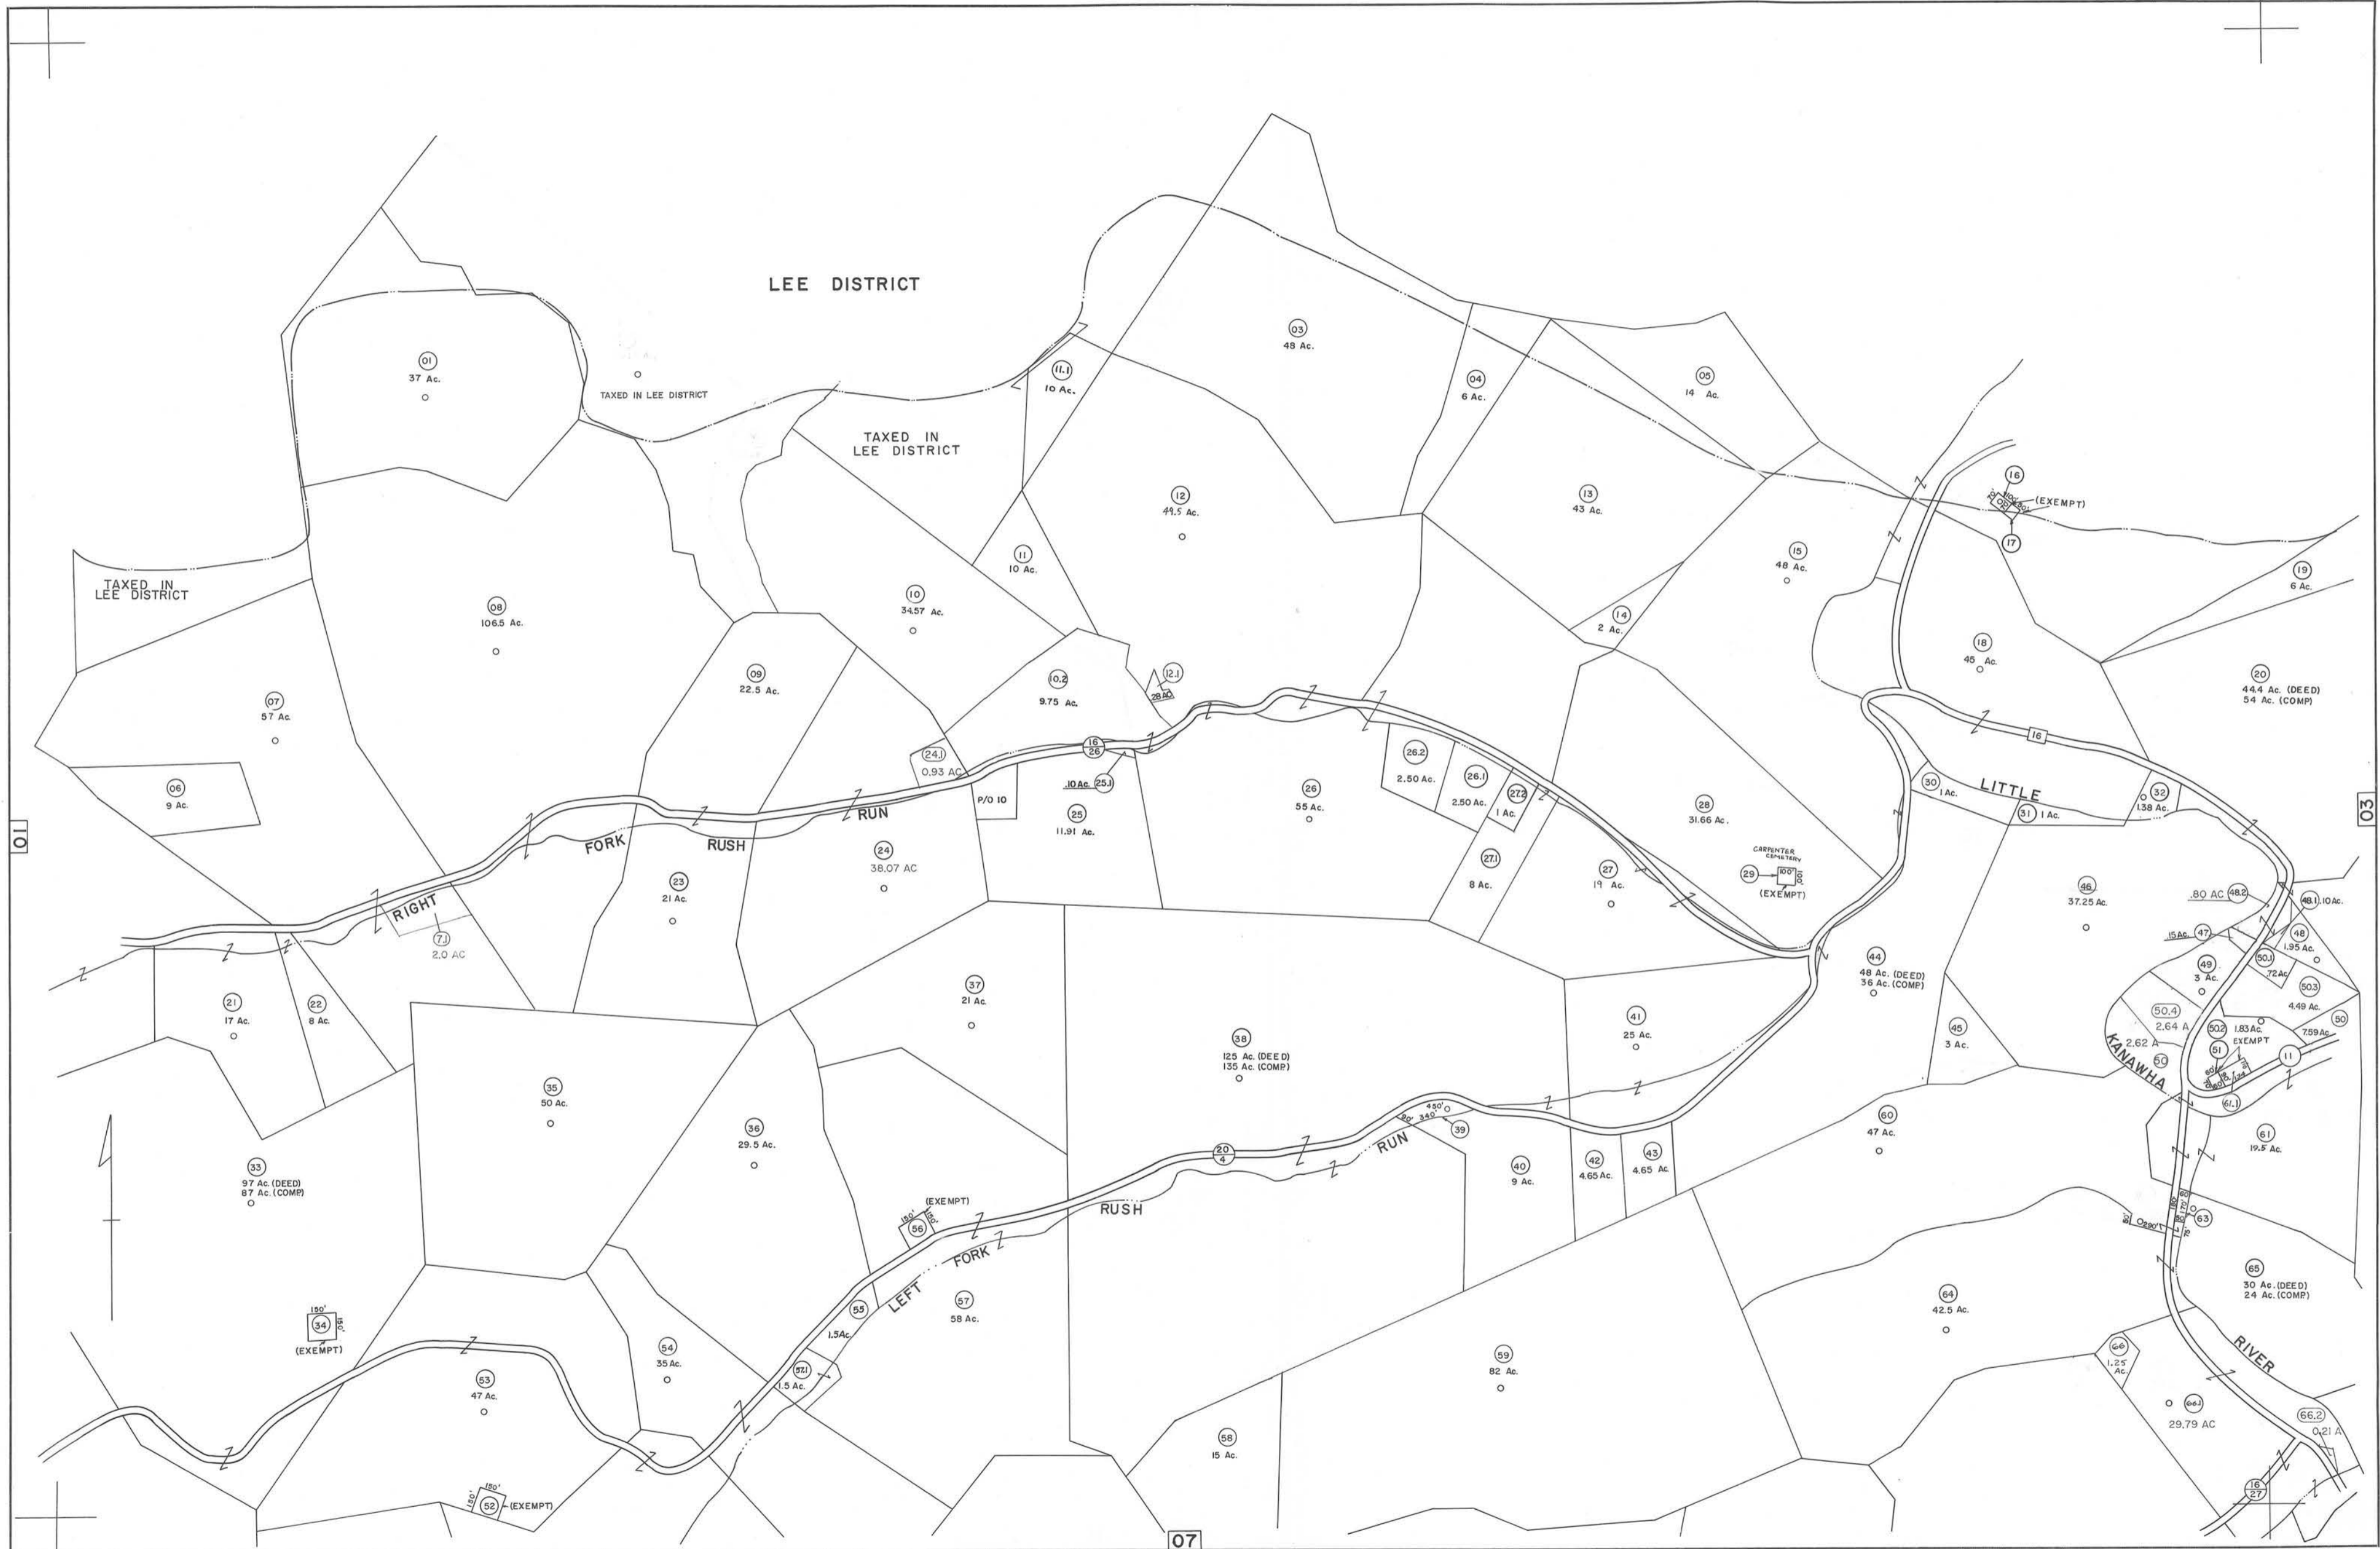 LEE DISTRICT
01
37 Ac.
TAXED IN LEE DISTRICT
TAXED IN
LEE DISTRICT
11.1
10 Ac.
03
48 Ac.
04
6 Ac.
05
14 Ac.
12
49.5 Ac.
13
43 Ac.
16
(EXEMPT)
17
TAXED IN
LEE DISTRICT
08
106.5 Ac.
10
34.57 Ac.
11
10 Ac.
15
48 Ac.
19
6 Ac.
14
2 Ac.
18
45 Ac.
07
57 Ac.
09
22.5 Ac.
10.2
9.75 Ac.
12.1
.28 AC
20
44.4 Ac. (DEED)
54 Ac. (COMP)
16
06
9 Ac.
24.1
0.93 AC
16
26
.10 Ac.
25.1
26.2
2.50 Ac.
26.1
2.50 Ac.
27.2
1 Ac.
P/O 10
26
55 Ac.
28
31.66 Ac.
30
1 Ac.
LITTLE
31
1 Ac.
32
1.38 Ac.
01
03
25
11.91 Ac.
RIGHT
FORK
RUSH
RUN
24
38.07 AC
23
21 Ac.
27.1
8 Ac.
27
19 Ac.
CARPENTER
CEMETERY
29
100'
100'
(EXEMPT)
46
37.25 Ac.
.80 AC
48.2
48.1
.10 Ac.
7.1
2.0 AC
.15 Ac.
47
48
1.95 Ac.
44
48 Ac. (DEED)
36 Ac. (COMP)
49
3 Ac.
50.1
.72 Ac.
50.3
4.49 Ac.
21
17 Ac.
22
8 Ac.
37
21 Ac.
41
25 Ac.
45
3 Ac.
50.4
2.64 A
50.2
1.83 Ac.
50
7.59 Ac.
EXEMPT
51
2.62 A
50
11
KANAWHA
61.1
38
125 Ac. (DEED)
135 Ac. (COMP.)
35
50 Ac.
36
29.5 Ac.
450'
90'
340'
39
60
47 Ac.
61
19.5 Ac.
20
4
RUN
40
9 Ac.
42
4.65 Ac.
43
4.65 Ac
33
97 Ac. (DEED)
87 Ac. (COMP)
(EXEMPT)
150'
150'
56
RUSH
63
290'
170'
FORK
LEFT
57
58 Ac.
64
42.5 Ac.
65
30 Ac. (DEED)
24 Ac. (COMP)
150'
34
150'
(EXEMPT)
55
1.5 Ac.
54
35 Ac.
57.1
1.5 Ac.
59
82 Ac.
66
1.25
Ac.
RIVER
53
47 Ac.
66.1
29.79 AC
66.2
0.21 A
58
15 Ac.
150'
150'
52
(EXEMPT)
16
27
07